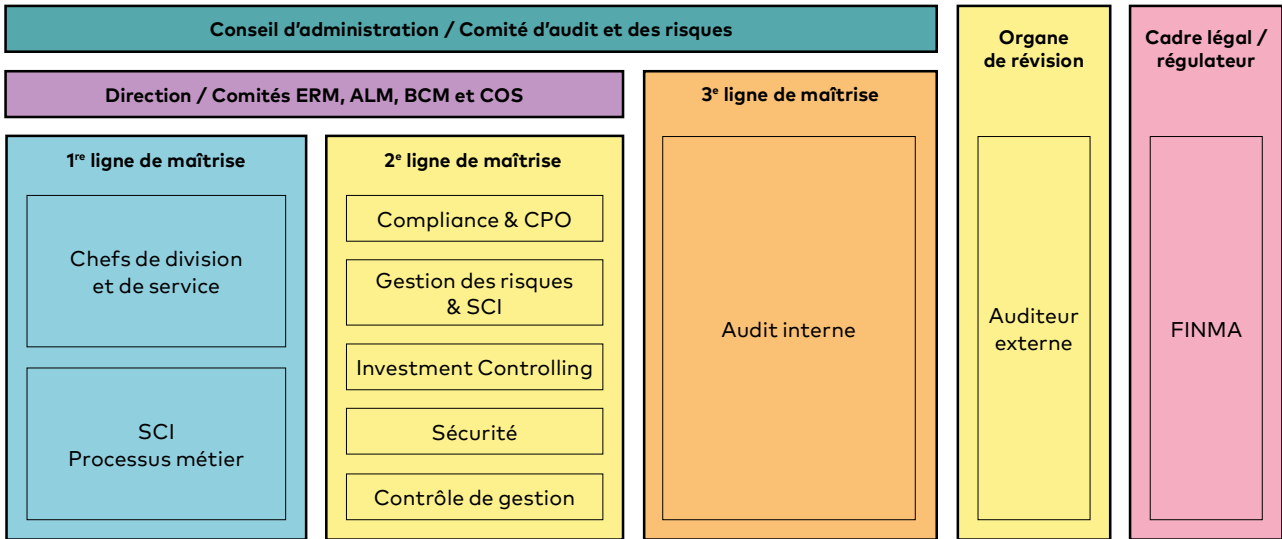 Conseil d'administration / Comité d'audit et des risques
Direction / Comités ERM, ALM, BCM et COS
1re ligne de maîtrise
Chefs de division
et de service
SCI
Processus métier
2e ligne de maîtrise
Compliance & CPO
Gestion des risques
& SCI
Investment Controlling
Sécurité
Contrôle de gestion
3e ligne de maîtrise
Audit interne
Organe
de révision
Auditeur
externe
Cadre légal /
régulateur
FINMA